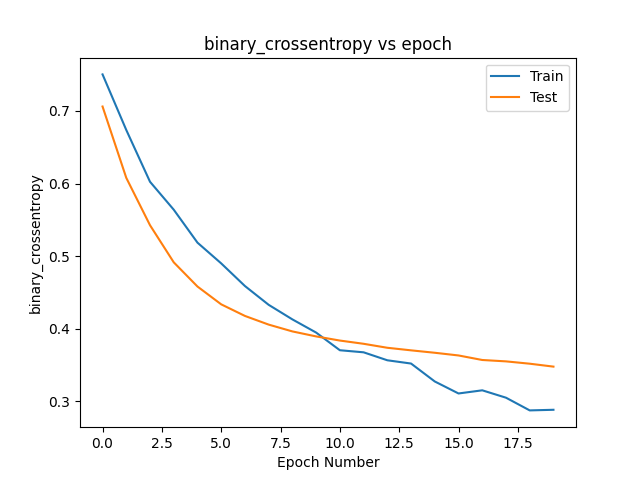 binary_crossentropy vs epoch
Train
Test
binary_crossentropy
0.7
0.6
0.5
0.4
0.3
0.0 2.5 5.0 7.5 10.0 12.5 15.0 17.5
Epoch Number